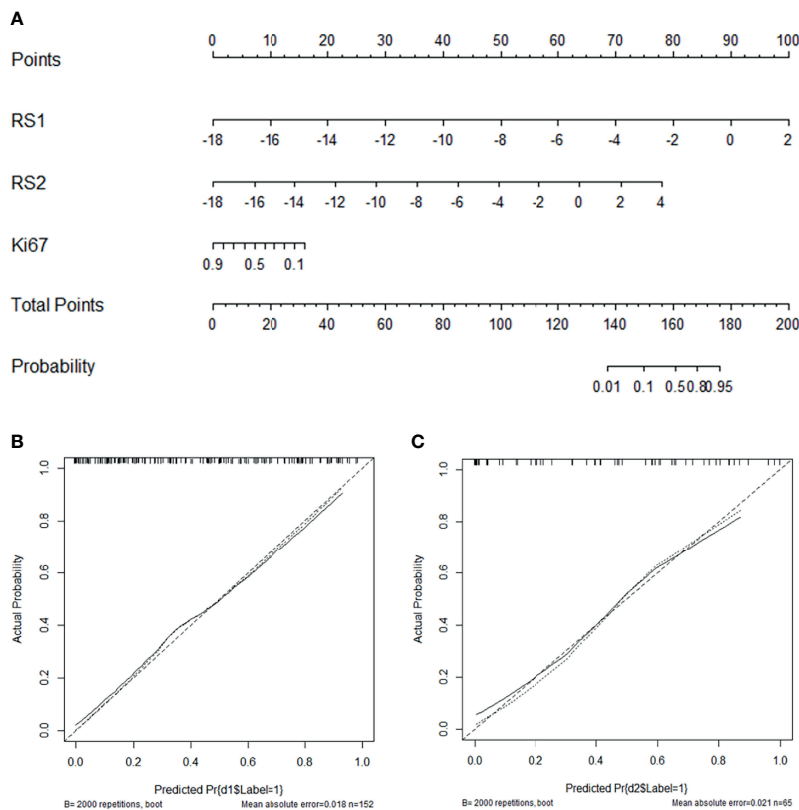 A
Points 0 10 20 30 40 50 60 70 80 90 100
RS1
-18 -16 -14 -12 -10 -8 -6 -4 -2 0 2
RS2
-18 -16 -14 -12 -10 -8 -6 -4 -2 0 2 4
Ki67
0.9 0.5 0.1
Total Points
0 20 40 60 80 100 120 140 160 180 200
Probability
0.01 0.1 0.5 0.8 0.95
B
Actual Probability
1.0
0.8
0.6
0.4
0.2
0.0
0.0 0.2 0.4 0.6 0.8 1.0
Predicted Pr{d1$Label=1}
B= 2000 repetitions, boot Mean absolute error=0.018 n=152
C
Actual Probability
1.0
0.8
0.6
0.4
0.2
0.0
0.0 0.2 0.4 0.6 0.8 1.0
Predicted Pr{d2$Label=1}
B= 2000 repetitions, boot Mean absolute error=0.021 n=65